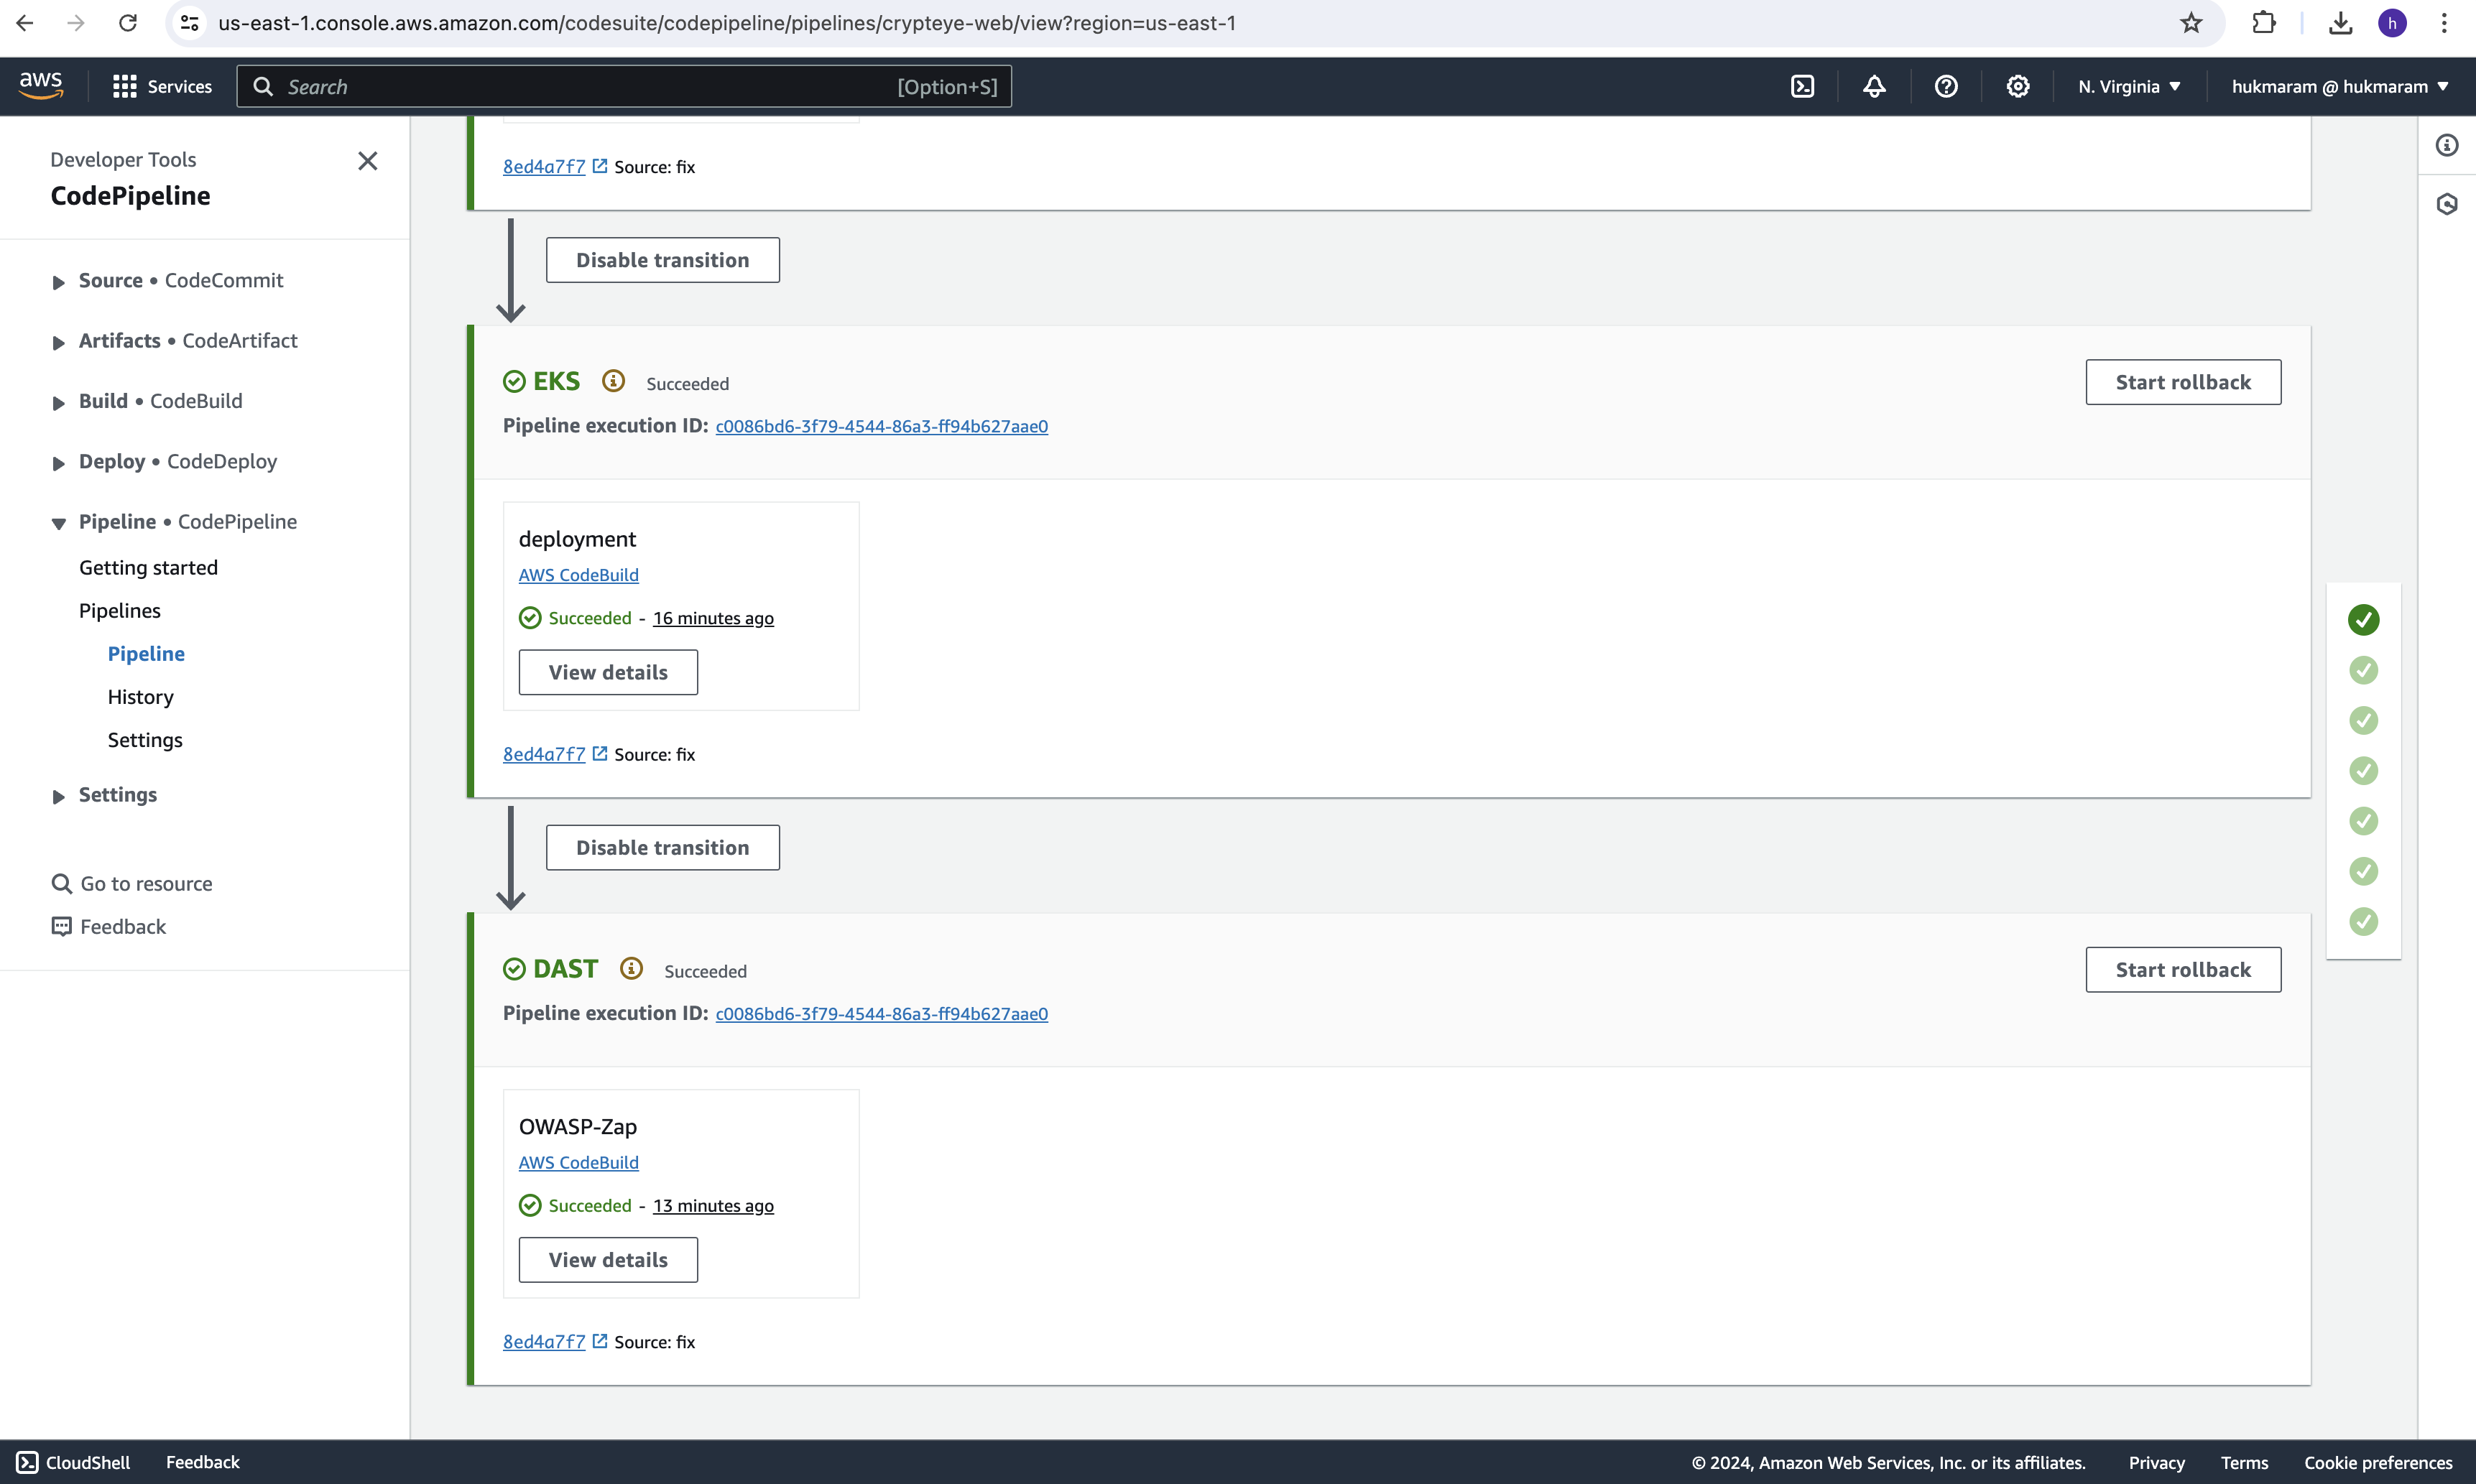 us-east-1.console.aws.amazon.com/codesuite/codepipeline/pipelines/crypteye-web/view?region=us-east-1
h
aws
Services
Search
[Option+S]
N. Virginia
hukmaram @ hukmaram
Developer Tools
CodePipeline
Source • CodeCommit
Artifacts • CodeArtifact
Build • CodeBuild
Deploy • CodeDeploy
Pipeline • CodePipeline
Getting started
Pipelines
Pipeline
History
Settings
Settings
Go to resource
Feedback
8ed4a7f7 Source: fix
Disable transition
EKS Succeeded
Start rollback
Pipeline execution ID: c0086bd6-3f79-4544-86a3-ff94b627aae0
deployment
AWS CodeBuild
Succeeded - 16 minutes ago
View details
8ed4a7f7 Source: fix
Disable transition
DAST Succeeded
Start rollback
Pipeline execution ID: c0086bd6-3f79-4544-86a3-ff94b627aae0
OWASP-Zap
AWS CodeBuild
Succeeded - 13 minutes ago
View details
8ed4a7f7 Source: fix
CloudShell
Feedback
© 2024, Amazon Web Services, Inc. or its affiliates.
Privacy
Terms
Cookie preferences